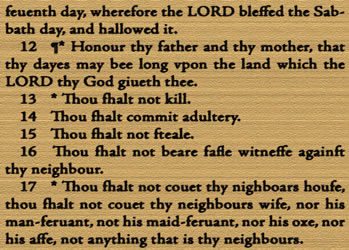 ſeuenth day, wherefore the LORD bleſſed the Sab-
bath day, and hallowed it.
12 ¶* Honour thy father and thy mother, that
thy dayes may bee long vpon the land which the
LORD thy God giueth thee.
13 * Thou ſhalt not kill.
14 Thou ſhalt commit adultery.
15 Thou ſhalt not ſteale.
16 Thou ſhalt not beare faſle witneſſe againſt
thy neighbour.
17 * Thou ſhalt not couet thy nighboars houſe,
thou ſhalt not couet thy neighbours wife, nor his
man-ſeruant, not his maid-ſeruant, nor his oxe, nor
his aſſe, not anything that is thy neighbours.